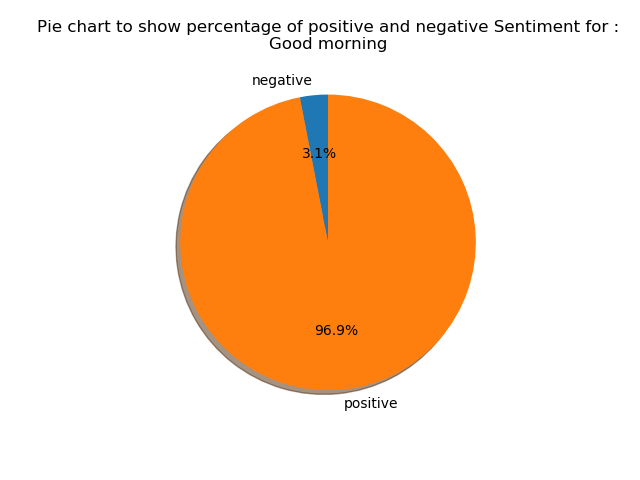 Pie chart to show percentage of positive and negative Sentiment for :
Good morning
negative
3.1%
96.9%
positive